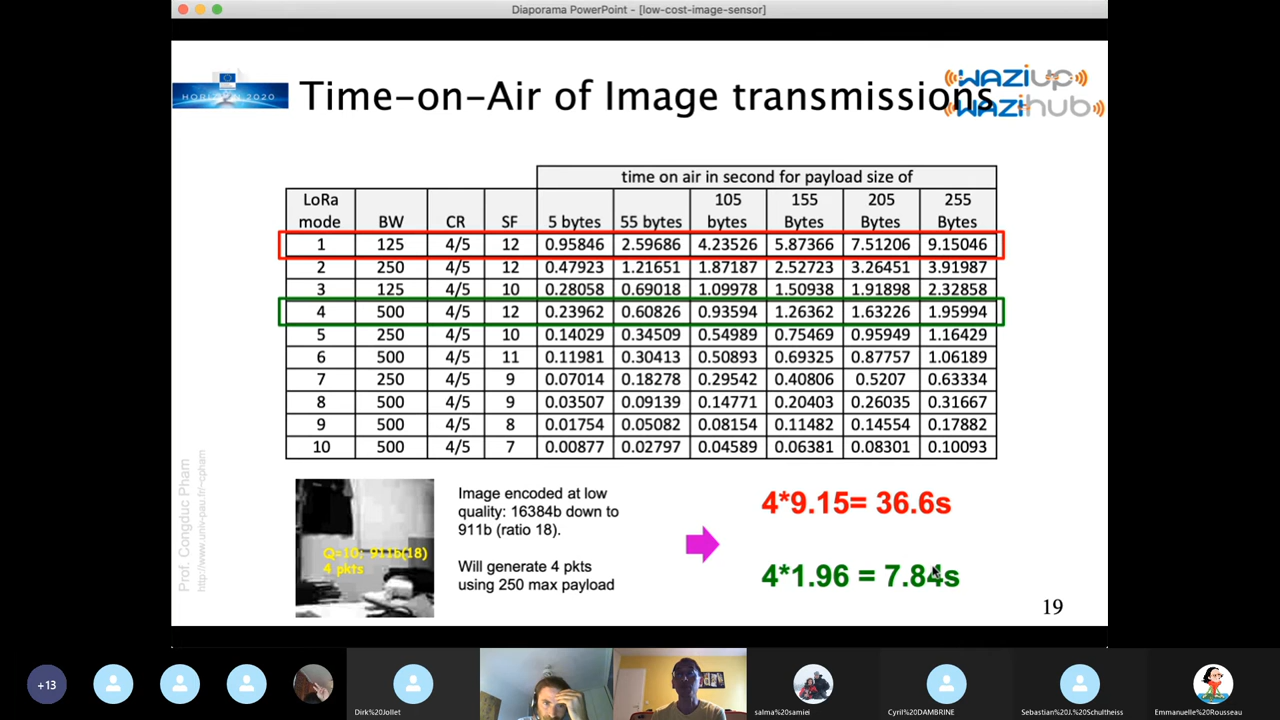 Diaporama PowerPoint - [low-cost-image-sensor]
HORIZON 2020
Time-on-Air of Image transmissions
WAZIUP
WAZIhub
time on air in second for payload size of
LoRa mode BW CR SF 5 bytes 55 bytes 105 bytes 155 Bytes 205 Bytes 255 Bytes
1 125 4/5 12 0.95846 2.59686 4.23526 5.87366 7.51206 9.15046
2 250 4/5 12 0.47923 1.21651 1.87187 2.52723 3.26451 3.91987
3 125 4/5 10 0.28058 0.69018 1.09978 1.50938 1.91898 2.32858
4 500 4/5 12 0.23962 0.60826 0.93594 1.26362 1.63226 1.95994
5 250 4/5 10 0.14029 0.34509 0.54989 0.75469 0.95949 1.16429
6 500 4/5 11 0.11981 0.30413 0.50893 0.69325 0.87757 1.06189
7 250 4/5 9 0.07014 0.18278 0.29542 0.40806 0.5207 0.63334
8 500 4/5 9 0.03507 0.09139 0.14771 0.20403 0.26035 0.31667
9 500 4/5 8 0.01754 0.05082 0.08154 0.11482 0.14554 0.17882
10 500 4/5 7 0.00877 0.02797 0.04589 0.06381 0.08301 0.10093
Prof. Congduc Pham
http://www.univ-pau.fr/~cpham
Q=10; 911b(18)
4 pkts
Image encoded at low
quality: 16384b down to
911b (ratio 18).
Will generate 4 pkts
using 250 max payload
4*9.15= 36.6s
4*1.96 = 7.84s
19
+13
Dirk%20Jollet
salma%20samiei
Cyril%20DAMBRINE
Sebastian%20J.%20Schultheiss
Emmanuelle%20Rousseau